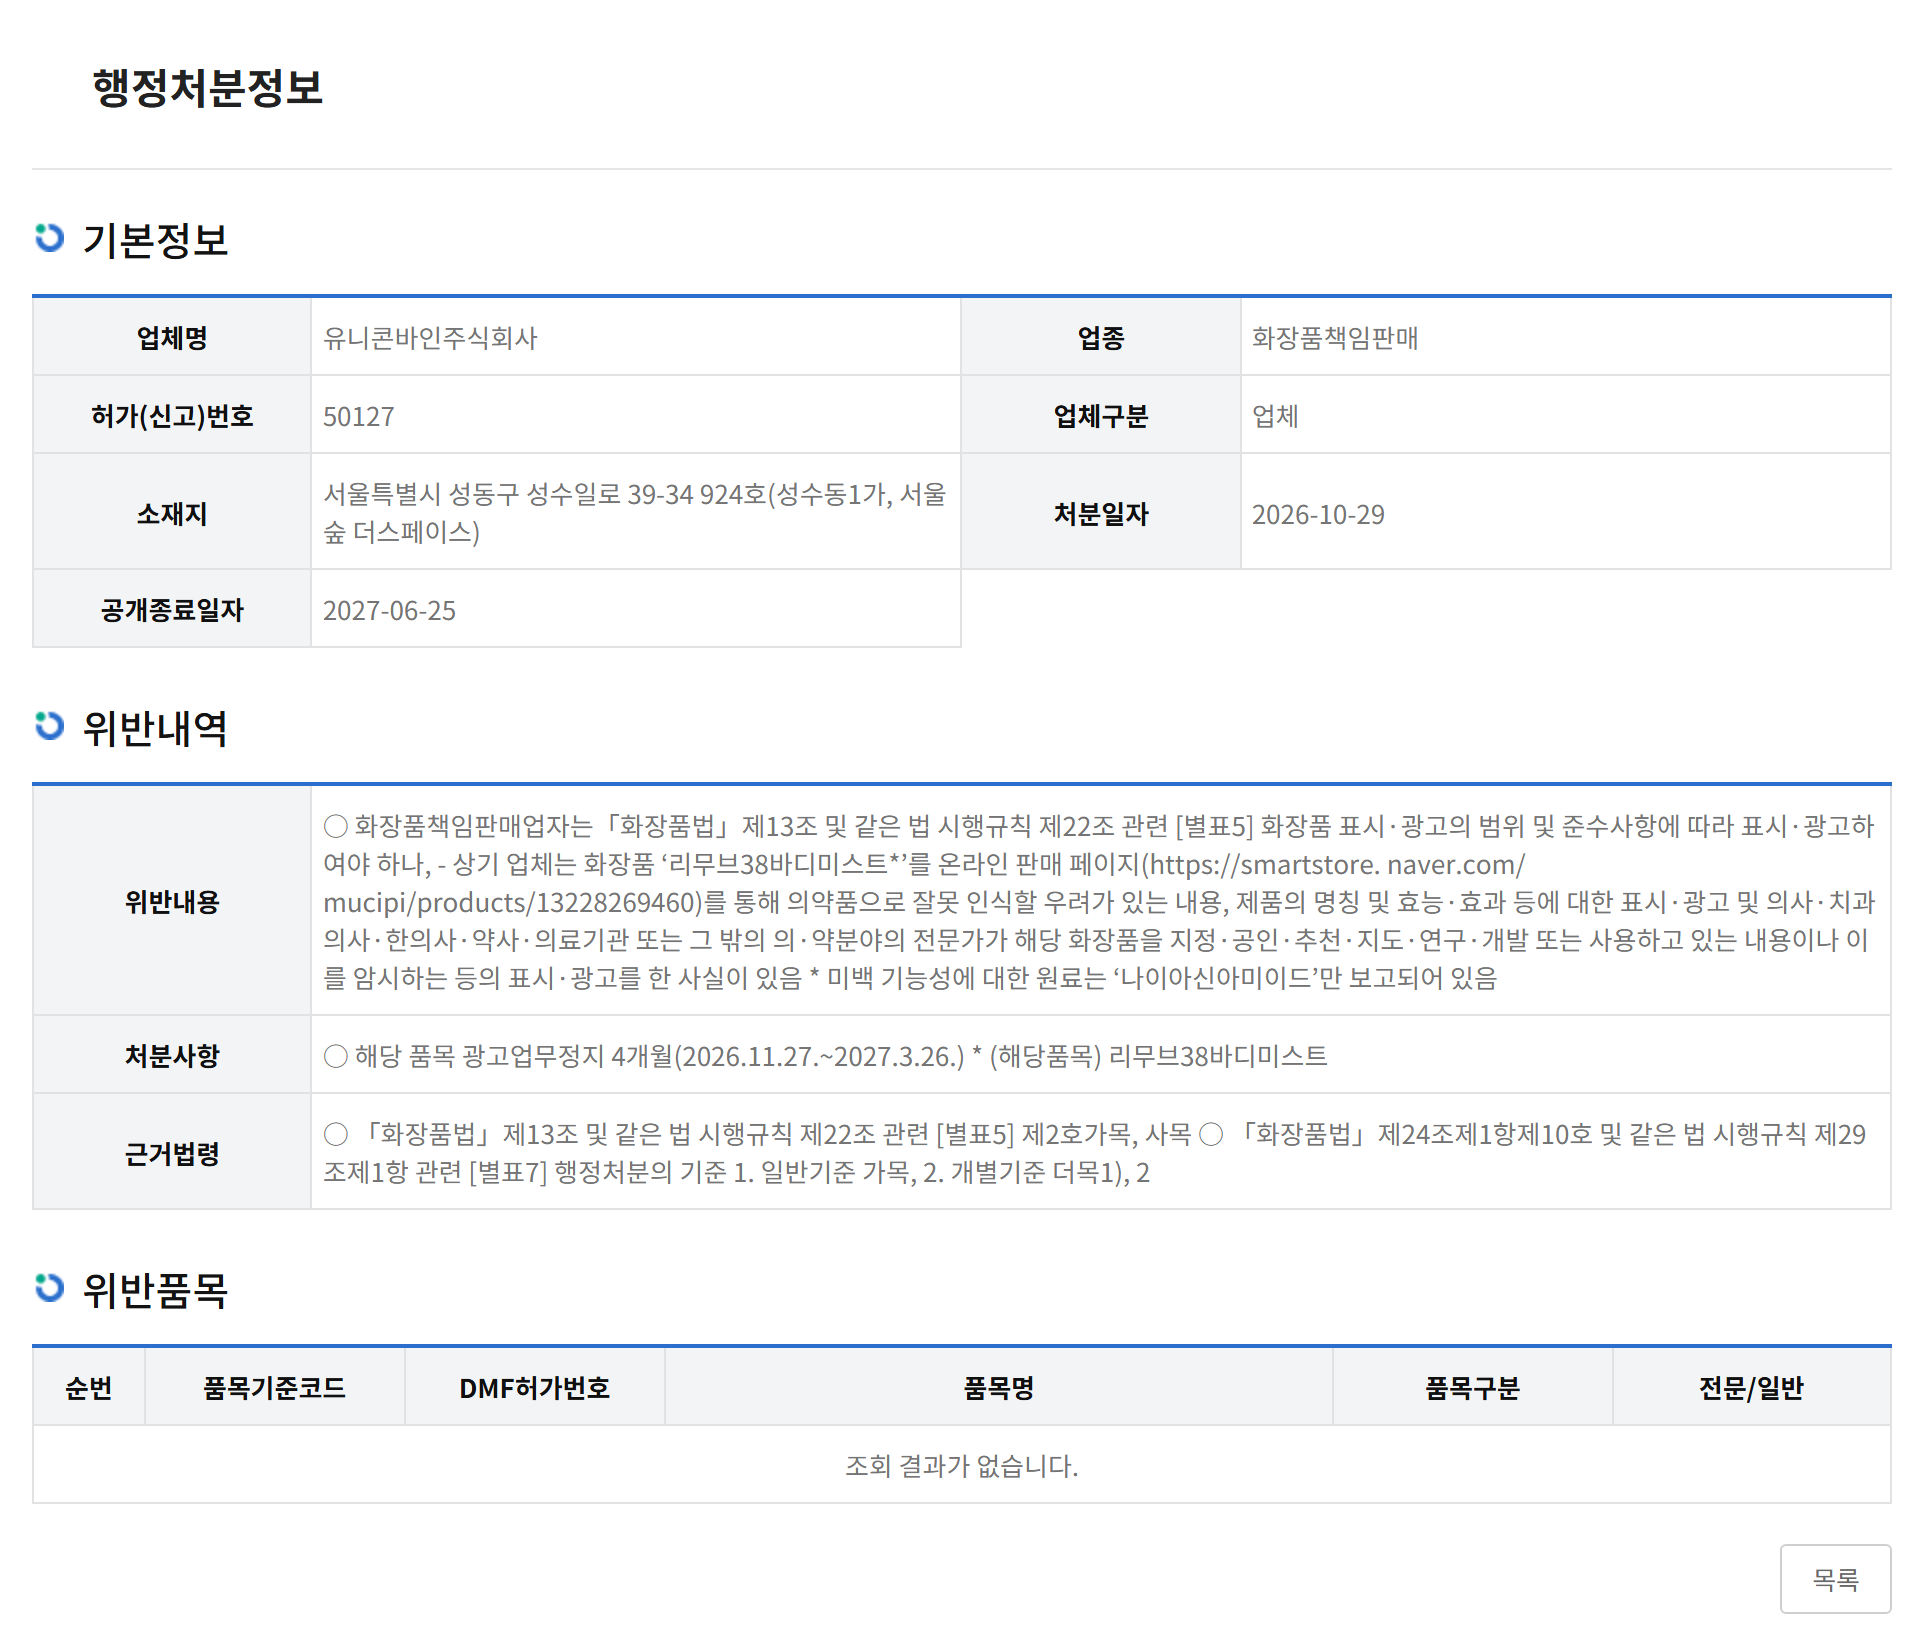 행정처분정보
기본정보
업체명 유니콘바인주식회사 업종 화장품책임판매
허가(신고)번호 50127 업체구분 업체
소재지 서울특별시 성동구 성수일로 39-34 924호(성수동1가, 서울
숲 더스페이스) 처분일자 2026-10-29
공개종료일자 2027-06-25
위반내역
위반내용 ○ 화장품책임판매업자는「화장품법」제13조 및 같은 법 시행규칙 제22조 관련 [별표5] 화장품 표시·광고의 범위 및 준수사항에 따라 표시·광고하
여야 하나, - 상기 업체는 화장품 ‘리무브38바디미스트*’를 온라인 판매 페이지(https://smartstore. naver.com/
mucipi/products/13228269460)를 통해 의약품으로 잘못 인식할 우려가 있는 내용, 제품의 명칭 및 효능·효과 등에 대한 표시·광고 및 의사·치과
의사·한의사·약사·의료기관 또는 그 밖의 의·약분야의 전문가가 해당 화장품을 지정·공인·추천·지도·연구·개발 또는 사용하고 있는 내용이나 이
를 암시하는 등의 표시·광고를 한 사실이 있음 * 미백 기능성에 대한 원료는 ‘나이아신아미이드’만 보고되어 있음
처분사항 ○ 해당 품목 광고업무정지 4개월(2026.11.27.~2027.3.26.) * (해당품목) 리무브38바디미스트
근거법령 ○ 「화장품법」제13조 및 같은 법 시행규칙 제22조 관련 [별표5] 제2호가목, 사목 ○ 「화장품법」제24조제1항제10호 및 같은 법 시행규칙 제29
조제1항 관련 [별표7] 행정처분의 기준 1. 일반기준 가목, 2. 개별기준 더목1), 2
위반품목
순번 품목기준코드 DMF허가번호 품목명 품목구분 전문/일반
조회 결과가 없습니다.
목록